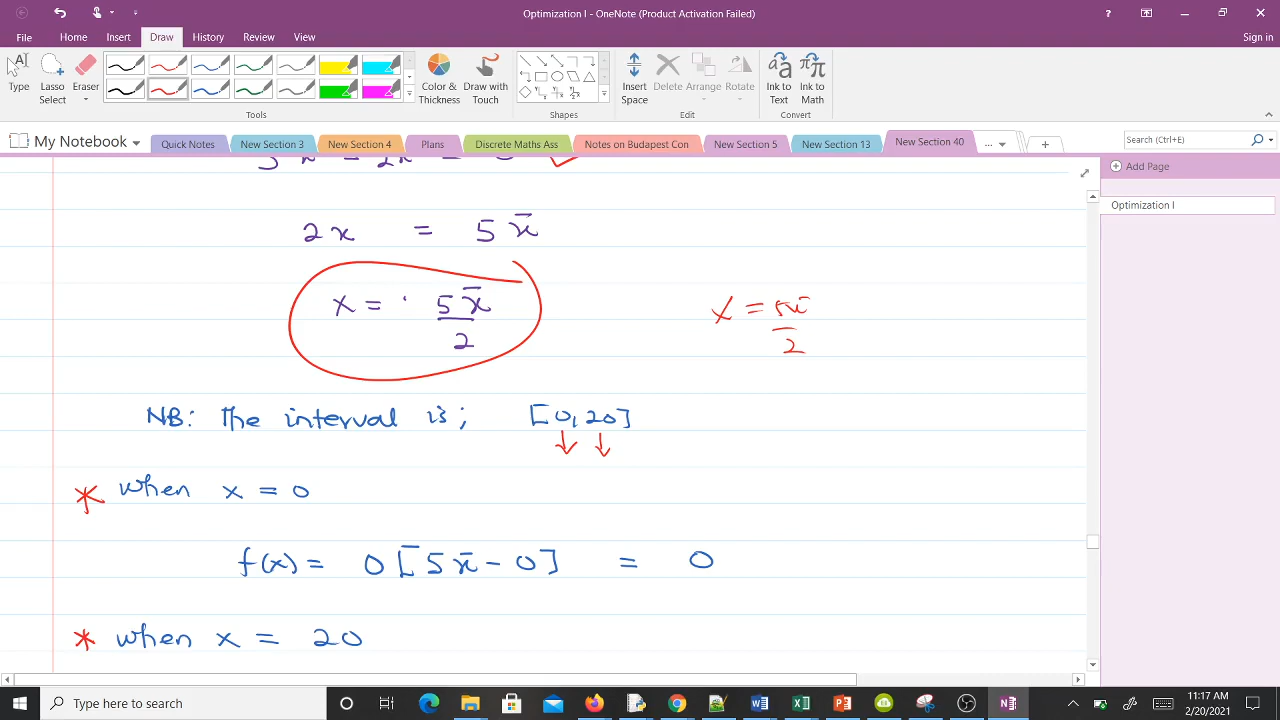 Optimization I - OneNote (Product Activation Failed)
File Home Insert Draw History Review View Sign in
Type Lasso Select Eraser Color & Thickness Draw with Touch Insert Space Delete Arrange Rotate Ink to Text Ink to Math
Tools Shapes Edit Convert
My Notebook Quick Notes New Section 3 New Section 4 Plans Discrete Maths Ass Notes on Budapest Con New Section 5 New Section 13 New Section 40 ... Search (Ctrl+E)
Add Page
Optimization I
2x = 5x̄
x = 5x̄/2
x = 5x̄/2
NB: The interval is; [0, 20]
* when x = 0
f(x) = 0[5x̄ - 0] = 0
* when x = 20
Type here to search
11:17 AM
2/20/2021